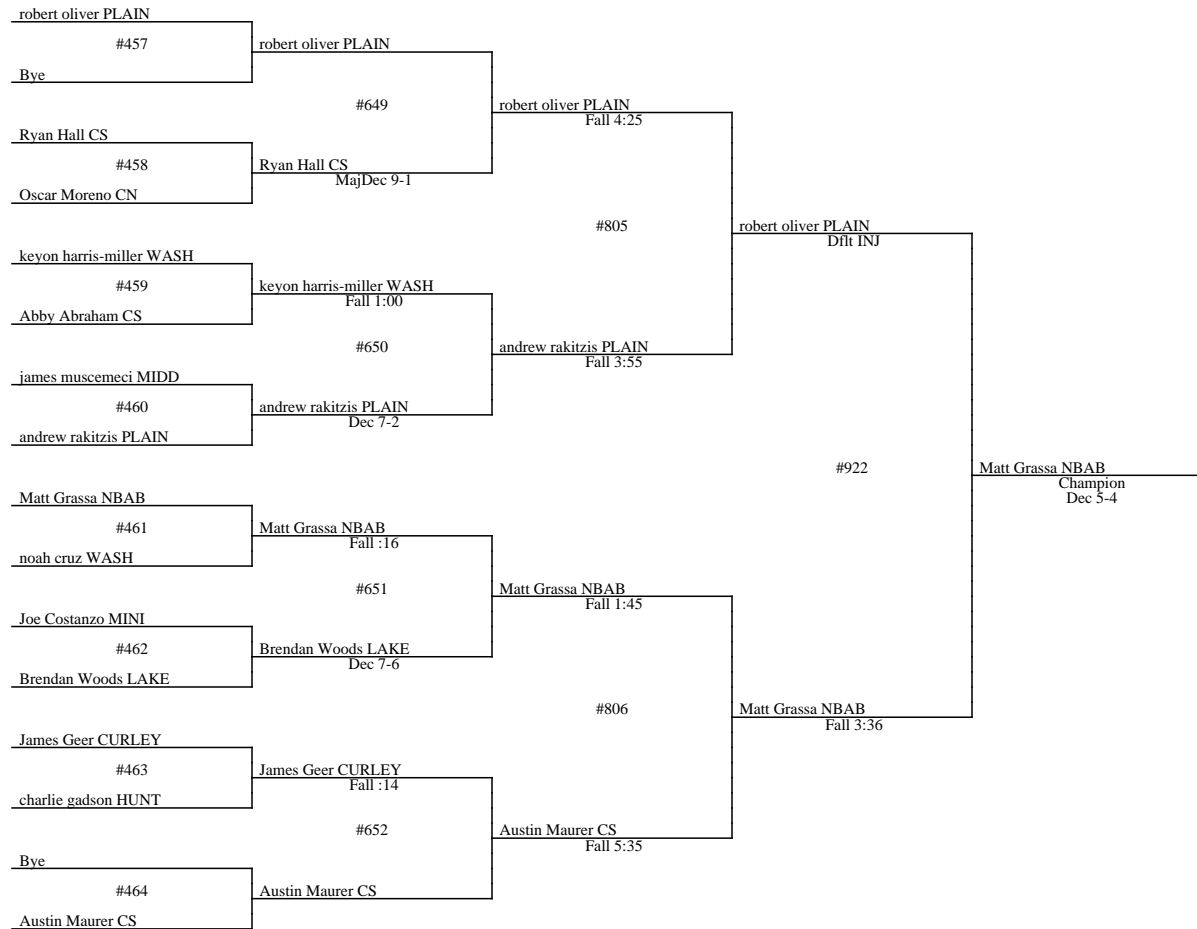 robert oliver PLAIN
#457
Bye
robert oliver PLAIN
#649
Ryan Hall CS
#458
Oscar Moreno CN
Ryan Hall CS
MajDec 9-1
robert oliver PLAIN
Fall 4:25
#805
keyon harris-miller WASH
#459
Abby Abraham CS
keyon harris-miller WASH
Fall 1:00
#650
james muscemeci MIDD
#460
andrew rakitzis PLAIN
andrew rakitzis PLAIN
Dec 7-2
andrew rakitzis PLAIN
Fall 3:55
robert oliver PLAIN
Dflt INJ
#922
Matt Grassa NBAB
#461
noah cruz WASH
Matt Grassa NBAB
Fall :16
#651
Joe Costanzo MINI
#462
Brendan Woods LAKE
Brendan Woods LAKE
Dec 7-6
Matt Grassa NBAB
Fall 1:45
#806
James Geer CURLEY
#463
charlie gadson HUNT
James Geer CURLEY
Fall :14
#652
Bye
#464
Austin Maurer CS
Austin Maurer CS
Austin Maurer CS
Fall 5:35
Matt Grassa NBAB
Fall 3:36
Matt Grassa NBAB
Champion
Dec 5-4